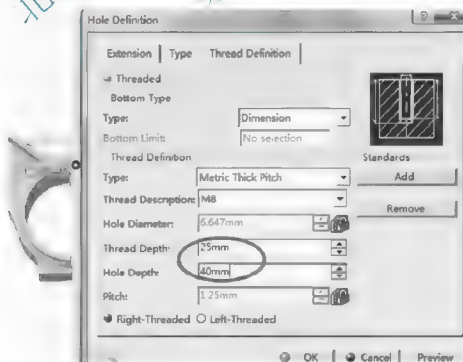 Hole Definition
Extension Type Thread Definition
Threaded
Bottom Type
Type: Dimension
Bottom Limit: No selection
Thread Definition Standards
Type: Metric Thick Pitch Add
Thread Description: M8 Remove
Hole Diameter: 6.647mm
Thread Depth: 25mm
Hole Depth: 40mm
Pitch: 1.25mm
Right-Threaded Left-Threaded
OK Cancel Preview